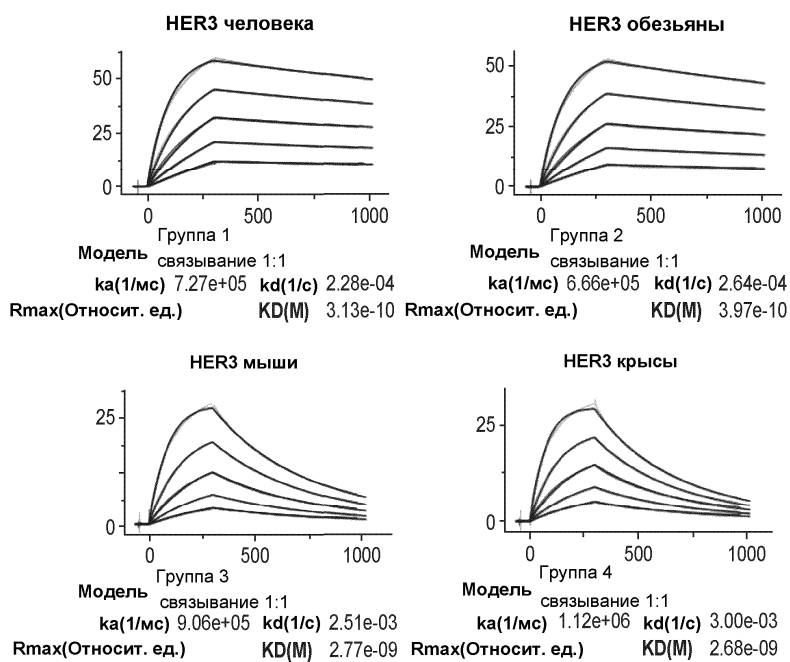 HER3 человека
HER3 обезьяны
50
25
0
0
500
1000
50
25
0
0
500
1000
Группа 1
Группа 2
Модель
связывание 1:1
Модель
связывание 1:1
ka(1/мс) 7.27e+05 kd(1/с) 2.28e-04
ka(1/мс) 6.66e+05 kd(1/с) 2.64e-04
Rmax(Относит. ед.) KD(M) 3.13e-10
Rmax(Относит. ед.) KD(M) 3.97e-10
HER3 мыши
HER3 крысы
25
0
0
500
1000
25
0
0
500
1000
Группа 3
Группа 4
Модель
связывание 1:1
Модель
связывание 1:1
ka(1/мс) 9.06e+05 kd(1/с) 2.51e-03
ka(1/мс) 1.12e+06 kd(1/с) 3.00e-03
Rmax(Относит. ед.) KD(M) 2.77e-09
Rmax(Относит. ед.) KD(M) 2.68e-09